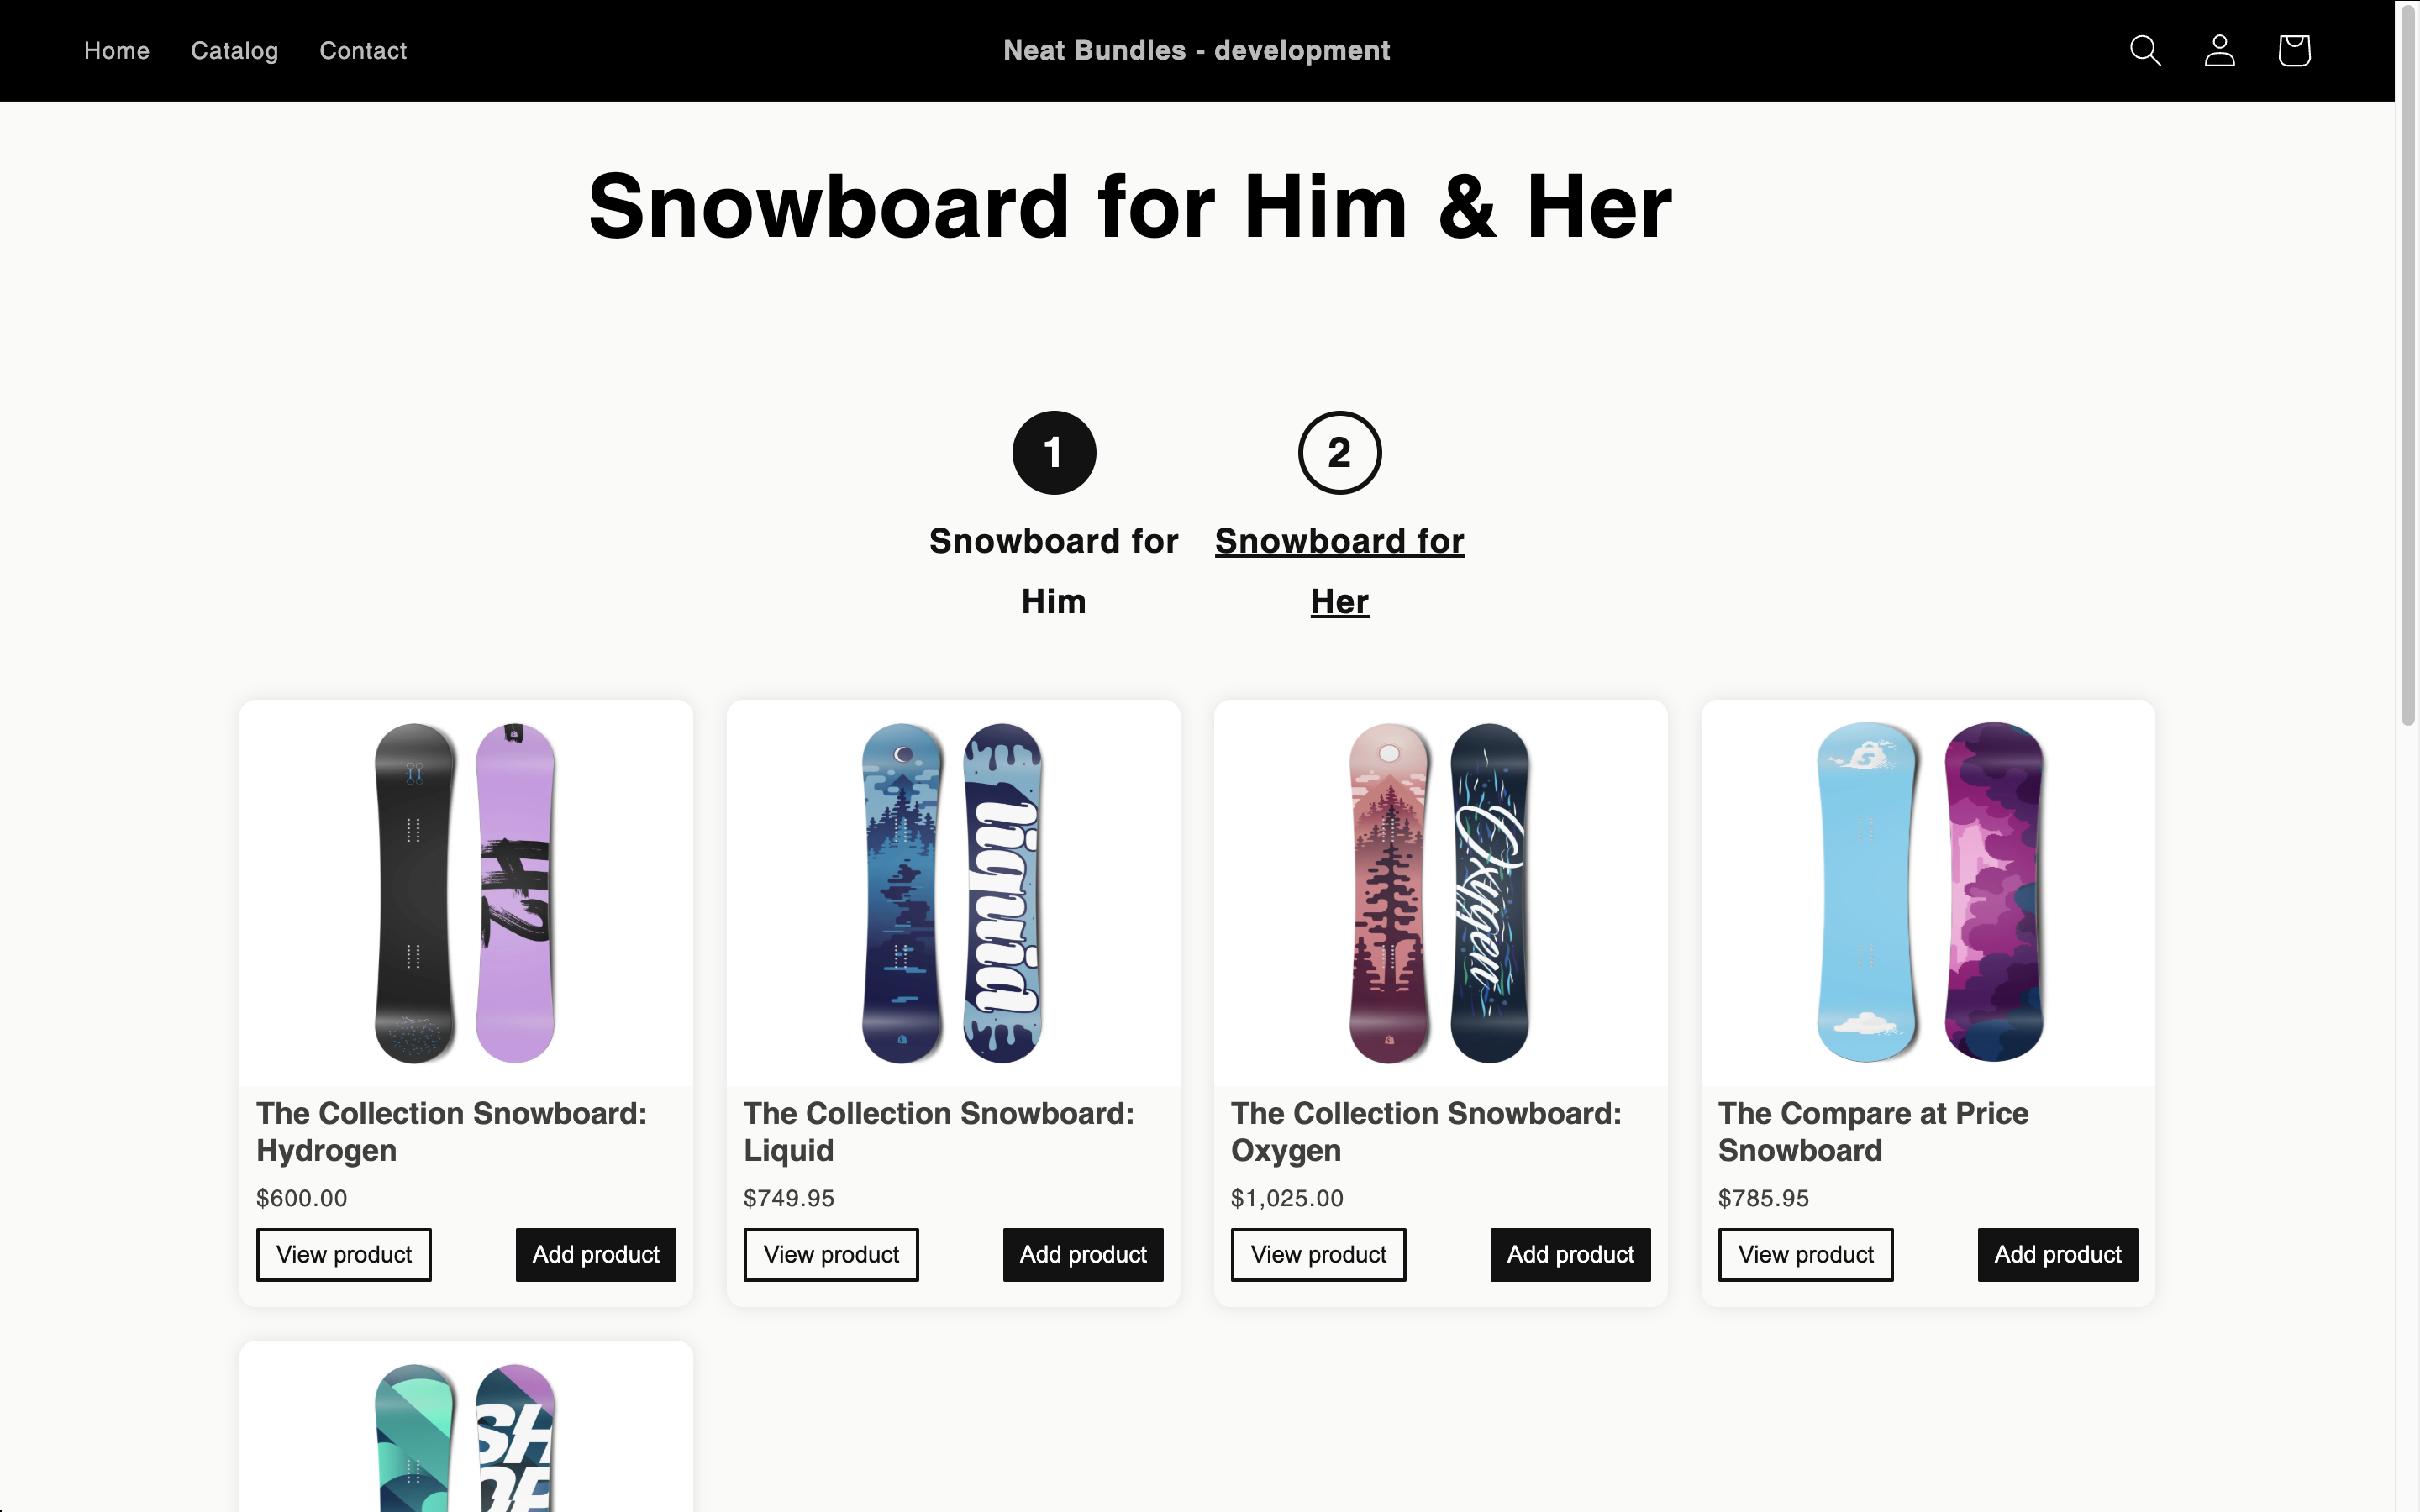 Home Catalog Contact Neat Bundles - development
Snowboard for Him & Her
1 2
Snowboard for Snowboard for
Him Her
liquid
Oxygen
The Collection Snowboard: The Collection Snowboard: The Collection Snowboard: The Compare at Price
Hydrogen Liquid Oxygen Snowboard
$600.00 $749.95 $1,025.00 $785.95
View product Add product View product Add product View product Add product View product Add product
SH